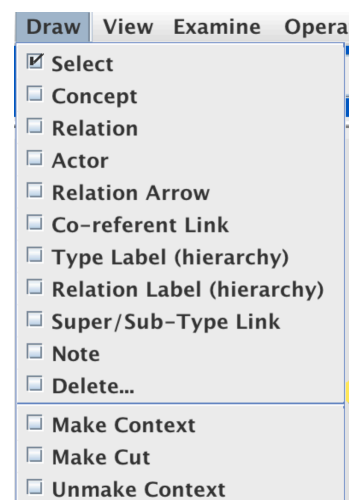 Draw View Examine Opera
Select
Concept
Relation
Actor
Relation Arrow
Co-referent Link
Type Label (hierarchy)
Relation Label (hierarchy)
Super/Sub-Type Link
Note
Delete...
Make Context
Make Cut
Unmake Context